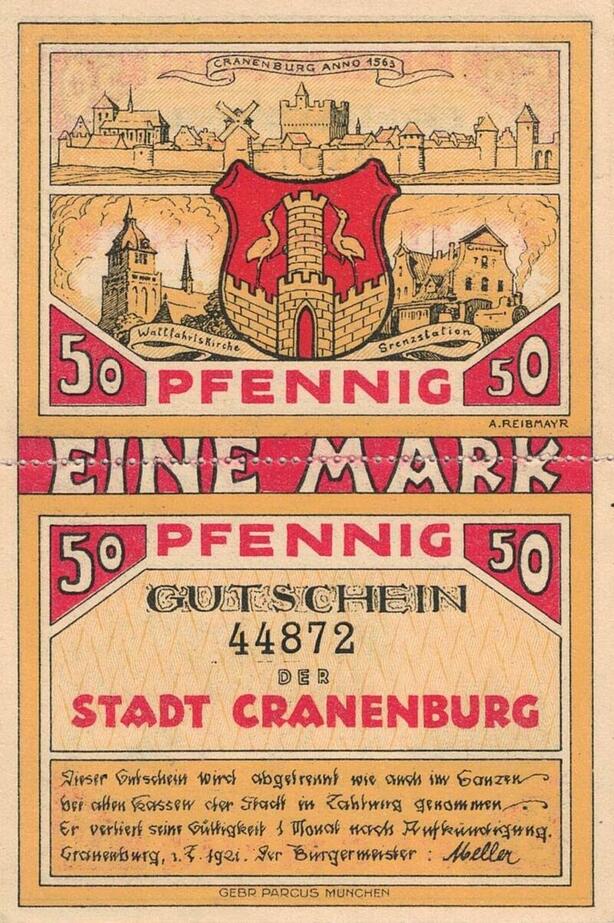 CRANENBURG ANNO 1563
Wallfahrtskirche
Grenzstation
50 PFENNIG 50
A. REIBMAYR
EINE MARK
50 PFENNIG 50
GUTSCHEIN
44872
DER
STADT CRANENBURG
Dieser Gutschein wird abgetrennt wie auch im Ganzen
bei allen Kassen der Stadt in Zahlung genommen.
Er verliert seine Gültigkeit 1 Monat nach Aufkündigung.
Cranenburg, 1.7.1921. Der Bürgermeister: Meller
GEBR PARCUS MÜNCHEN